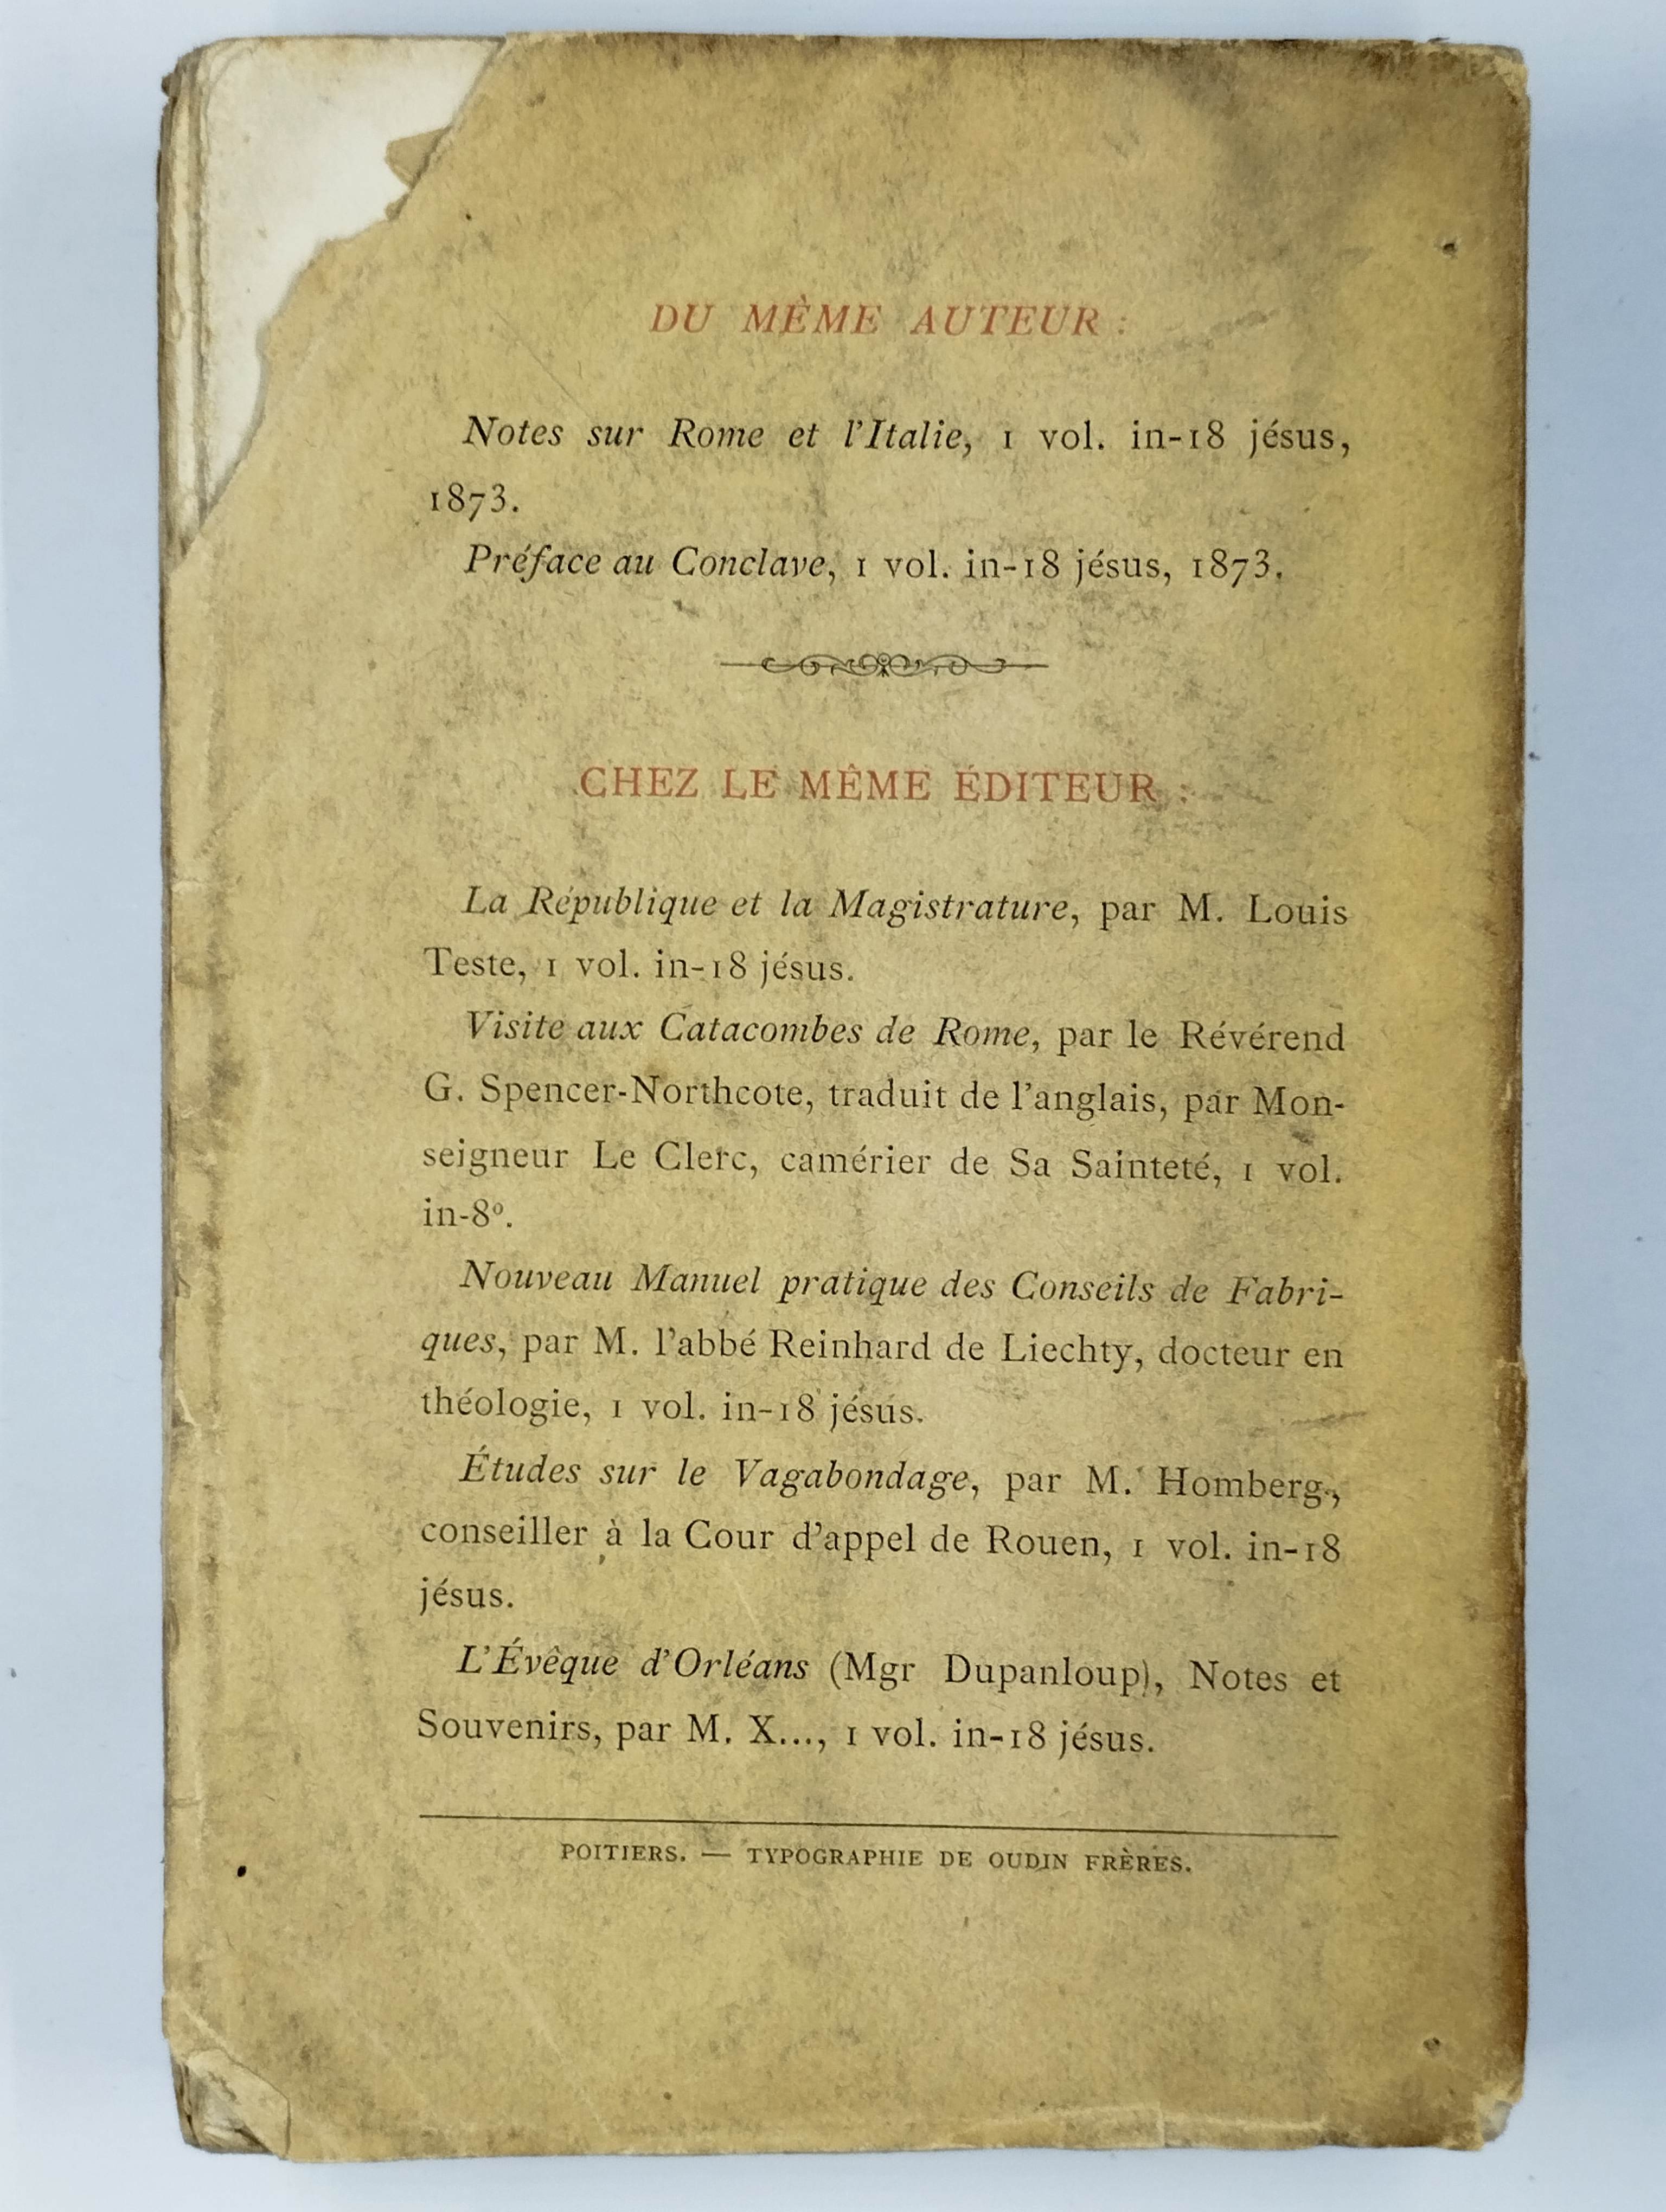 DU MÊME AUTEUR :
Notes sur Rome et l'Italie, 1 vol. in-18 jésus,
1873.
Préface au Conclave, 1 vol. in-18 jésus, 1873.
CHEZ LE MÊME ÉDITEUR :
La République et la Magistrature, par M. Louis
Teste, 1 vol. in-18 jésus.
Visite aux Catacombes de Rome, par le Révérend
G. Spencer-Northcote, traduit de l'anglais, par Mon-
seigneur Le Clerc, camérier de Sa Sainteté, 1 vol.
in-8º.
Nouveau Manuel pratique des Conseils de Fabri-
ques, par M. l'abbé Reinhard de Liechty, docteur en
théologie, 1 vol. in-18 jésus.
Études sur le Vagabondage, par M. Homberg,
conseiller à la Cour d'appel de Rouen, 1 vol. in-18
jésus.
L'Évêque d'Orléans (Mgr Dupanloup), Notes et
Souvenirs, par M. X..., 1 vol. in-18 jésus.
POITIERS. — TYPOGRAPHIE DE OUDIN FRÈRES.